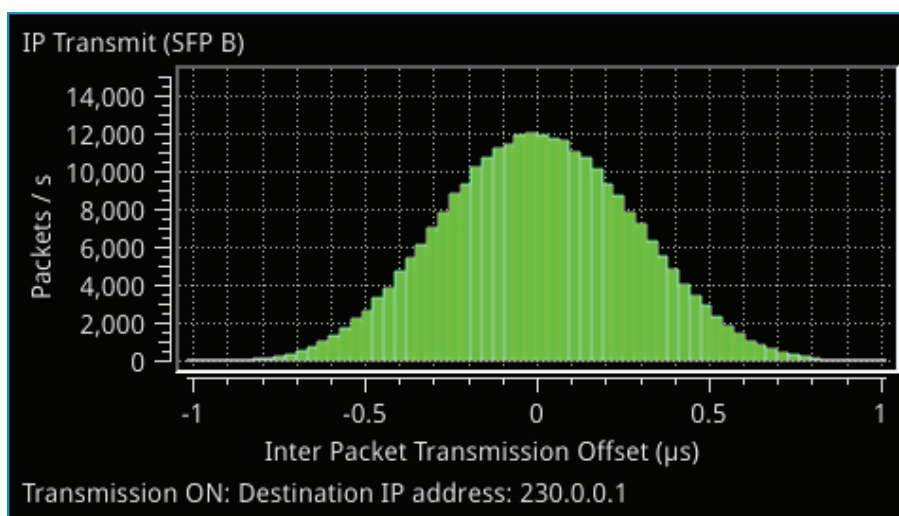 IP Transmit (SFP B)
14,000
12,000
10,000
8,000
6,000
4,000
2,000
0
Packets / s
-1 -0.5 0 0.5 1
Inter Packet Transmission Offset (µs)
Transmission ON: Destination IP address: 230.0.0.1